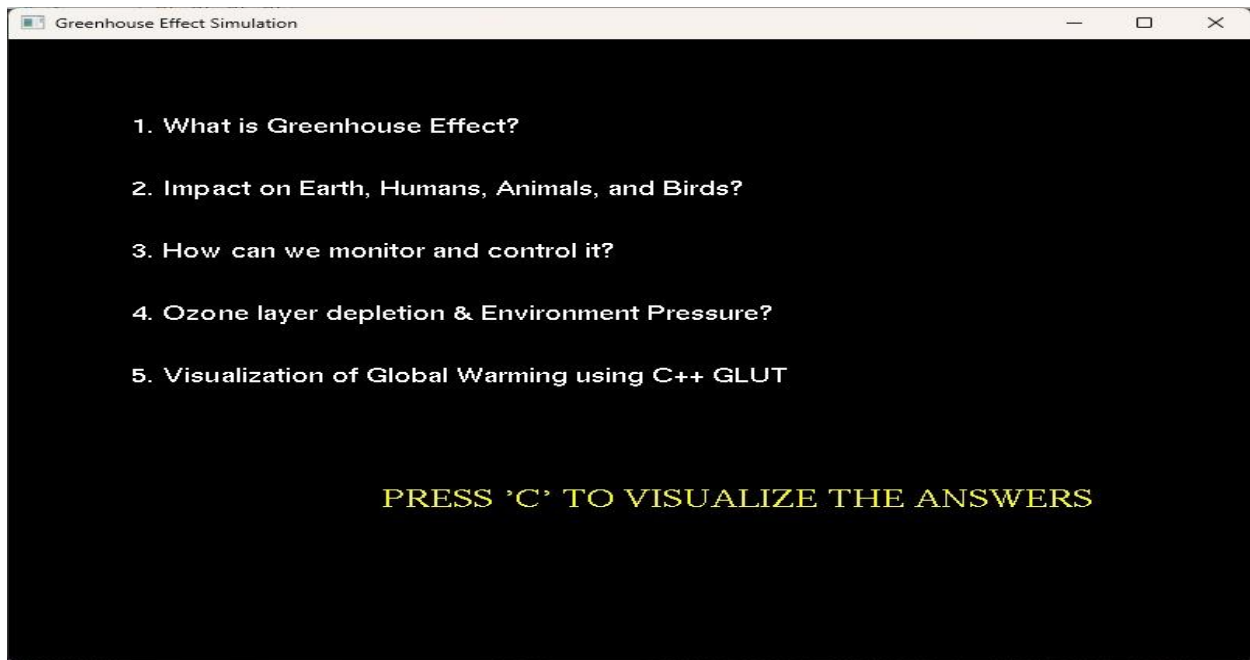 Greenhouse Effect Simulation
1. What is Greenhouse Effect?
2. Impact on Earth, Humans, Animals, and Birds?
3. How can we monitor and control it?
4. Ozone layer depletion & Environment Pressure?
5. Visualization of Global Warming using C++ GLUT
PRESS 'C' TO VISUALIZE THE ANSWERS